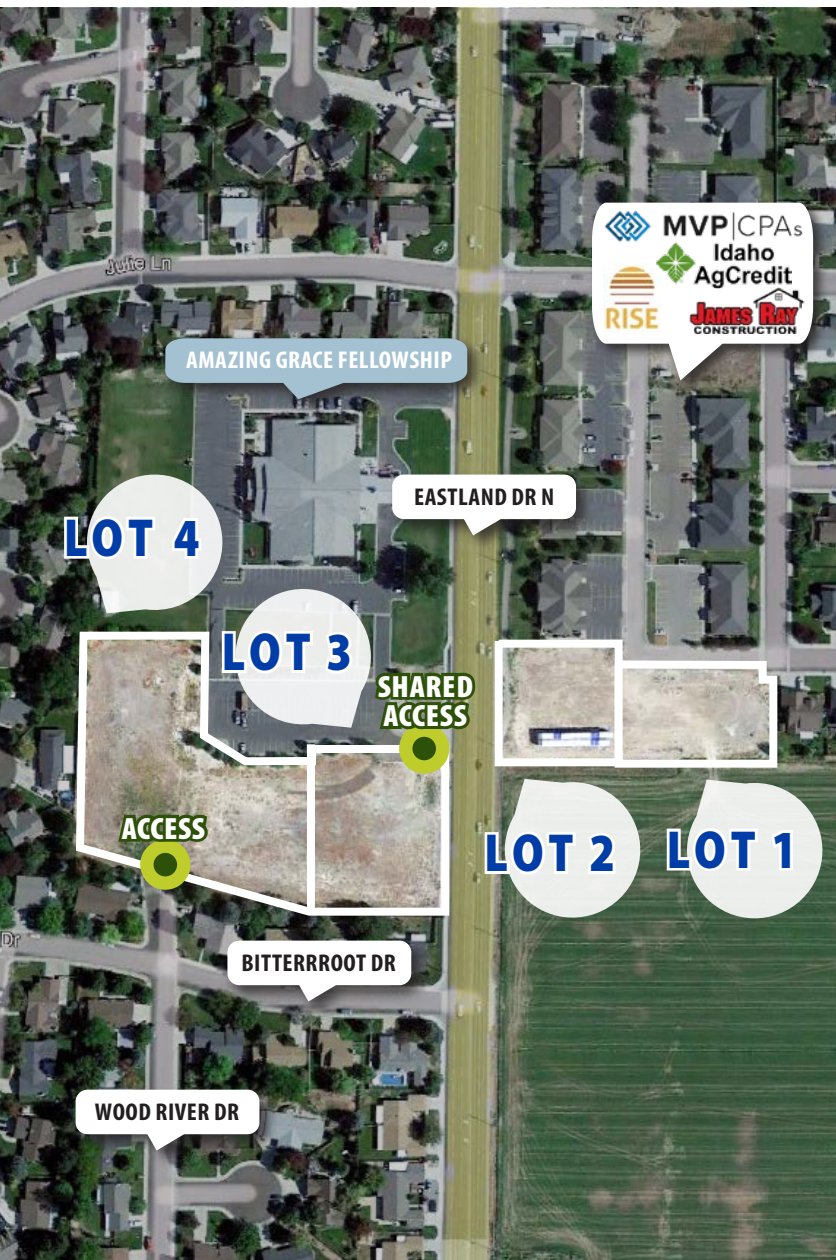 Julie Ln
MVP|CPAs
Idaho
AgCredit
RISE
JAMES RAY
CONSTRUCTION
AMAZING GRACE FELLOWSHIP
EASTLAND DR N
LOT 4
LOT 3
SHARED
ACCESS
ACCESS
LOT 2
LOT 1
Dr
BITTERRROOT DR
WOOD RIVER DR